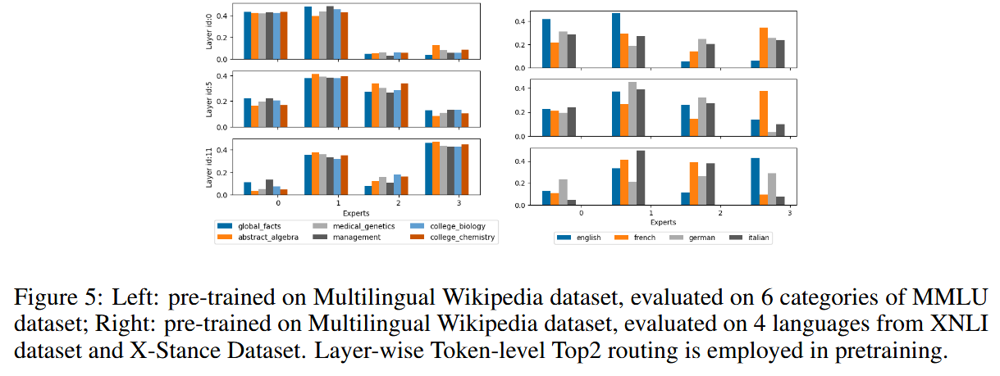 Layer id:0
0.4
0.2
0.0
Layer id:5
0.4
0.2
0.0
Layer id:11
0.4
0.2
0.0
0 1 2 3
Experts
global_facts medical_genetics college_biology
abstract_algebra management college_chemistry
0.4
0.2
0.0
0.4
0.2
0.0
0.4
0.2
0.0
0 1 2 3
Experts
english french german italian
Figure 5: Left: pre-trained on Multilingual Wikipedia dataset, evaluated on 6 categories of MMLU
dataset; Right: pre-trained on Multilingual Wikipedia dataset, evaluated on 4 languages from XNLI
dataset and X-Stance Dataset. Layer-wise Token-level Top2 routing is employed in pretraining.